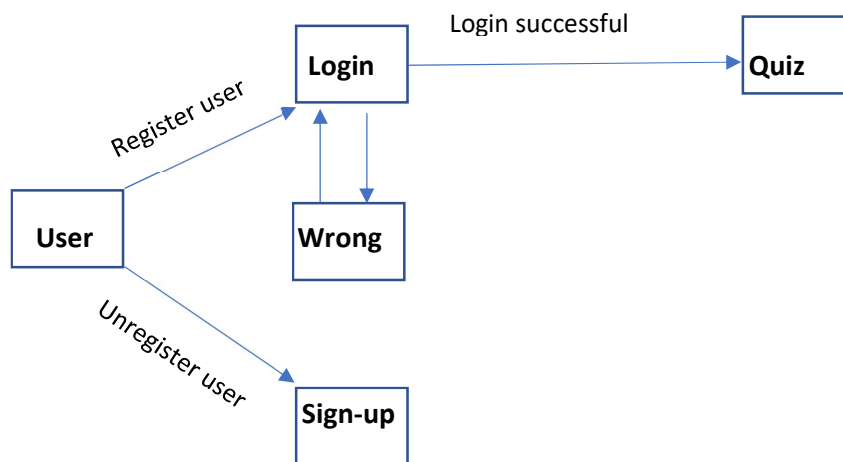 Login successful
Login
Quiz
Register user
User
Wrong
Unregister user
Sign-up